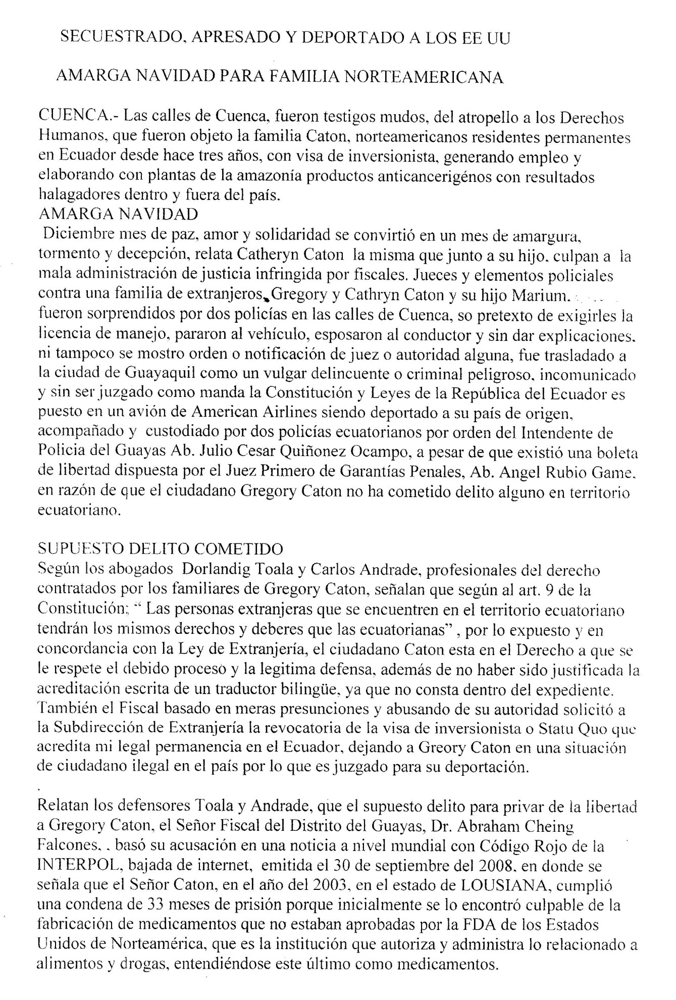 SECUESTRADO, APRESADO Y DEPORTADO A LOS EE UU
AMARGA NAVIDAD PARA FAMILIA NORTEAMERICANA
CUENCA.- Las calles de Cuenca, fueron testigos mudos, del atropello a los Derechos
Humanos, que fueron objeto la familia Caton, norteamericanos residentes permanentes
en Ecuador desde hace tres años, con visa de inversionista, generando empleo y
elaborando con plantas de la amazonía productos anticancerigénos con resultados
halagadores dentro y fuera del país.
AMARGA NAVIDAD
Diciembre mes de paz, amor y solidaridad se convirtió en un mes de amargura,
tormento y decepción, relata Catheryn Caton la misma que junto a su hijo. culpan a la
mala administración de justicia infringida por fiscales. Jueces y elementos policiales
contra una familia de extranjeros, Gregory y Cathryn Caton y su hijo Marium.
fueron sorprendidos por dos policías en las calles de Cuenca, so pretexto de exigirles la
licencia de manejo, pararon al vehículo, esposaron al conductor y sin dar explicaciones.
ni tampoco se mostro orden o notificación de juez o autoridad alguna, fue trasladado a
la ciudad de Guayaquil como un vulgar delincuente o criminal peligroso, incomunicado
y sin ser juzgado como manda la Constitución y Leyes de la República del Ecuador es
puesto en un avión de American Airlines siendo deportado a su país de origen,
acompañado y custodiado por dos policías ecuatorianos por orden del Intendente de
Policia del Guayas Ab. Julio Cesar Quiñonez Ocampo, a pesar de que existió una boleta
de libertad dispuesta por el Juez Primero de Garantías Penales, Ab. Angel Rubio Game.
en razón de que el ciudadano Gregory Caton no ha cometido delito alguno en territorio
ecuatoriano.
SUPUESTO DELITO COMETIDO
Según los abogados Dorlandig Toala y Carlos Andrade, profesionales del derecho
contratados por los familiares de Gregory Caton, señalan que según al art. 9 de la
Constitución; “ Las personas extranjeras que se encuentren en el territorio ecuatoriano
tendrán los mismos derechos y deberes que las ecuatorianas” , por lo expuesto y en
concordancia con la Ley de Extranjería, el ciudadano Caton esta en el Derecho a que se
le respete el debido proceso y la legitima defensa, además de no haber sido justificada la
acreditación escrita de un traductor bilingüe, ya que no consta dentro del expediente.
También el Fiscal basado en meras presunciones y abusando de su autoridad solicitó a
la Subdirección de Extranjería la revocatoria de la visa de inversionista o Statu Quo que
acredita mi legal permanencia en el Ecuador, dejando a Greory Caton en una situación
de ciudadano ilegal en el país por lo que es juzgado para su deportación.
.
Relatan los defensores Toala y Andrade, que el supuesto delito para privar de la libertad
a Gregory Caton, el Señor Fiscal del Distrito del Guayas, Dr. Abraham Cheing
Falcones, . basó su acusación en una noticia a nivel mundial con Código Rojo de la
INTERPOL, bajada de internet, emitida el 30 de septiembre del 2008, en donde se
señala que el Señor Caton, en el año del 2003, en el estado de LOUSIANA, cumplió
una condena de 33 meses de prisión porque inicialmente se lo encontró culpable de la
fabricación de medicamentos que no estaban aprobadas por la FDA de los Estados
Unidos de Norteamérica, que es la institución que autoriza y administra lo relacionado a
alimentos y drogas, entendiéndose este último como medicamentos.